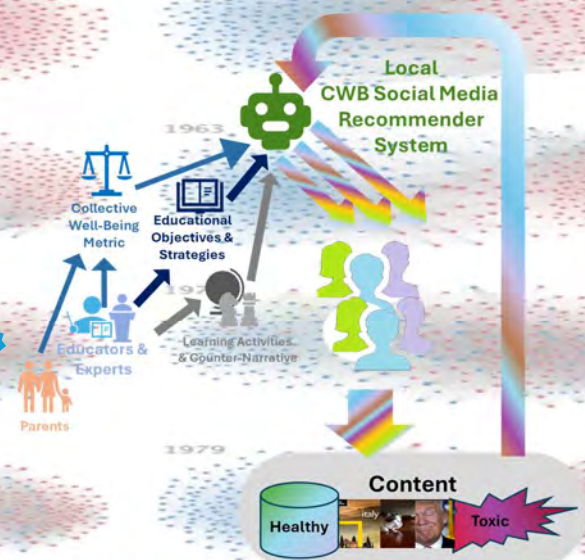 Local
CWB Social Media
Recommender
System
1963
Collective
Well-Being
Metric
Educational
Objectives &
Strategies
Learning Activities
& Counter-Narrative
Educators &
Experts
Parents
1979
Content
Healthy
italy
Toxic